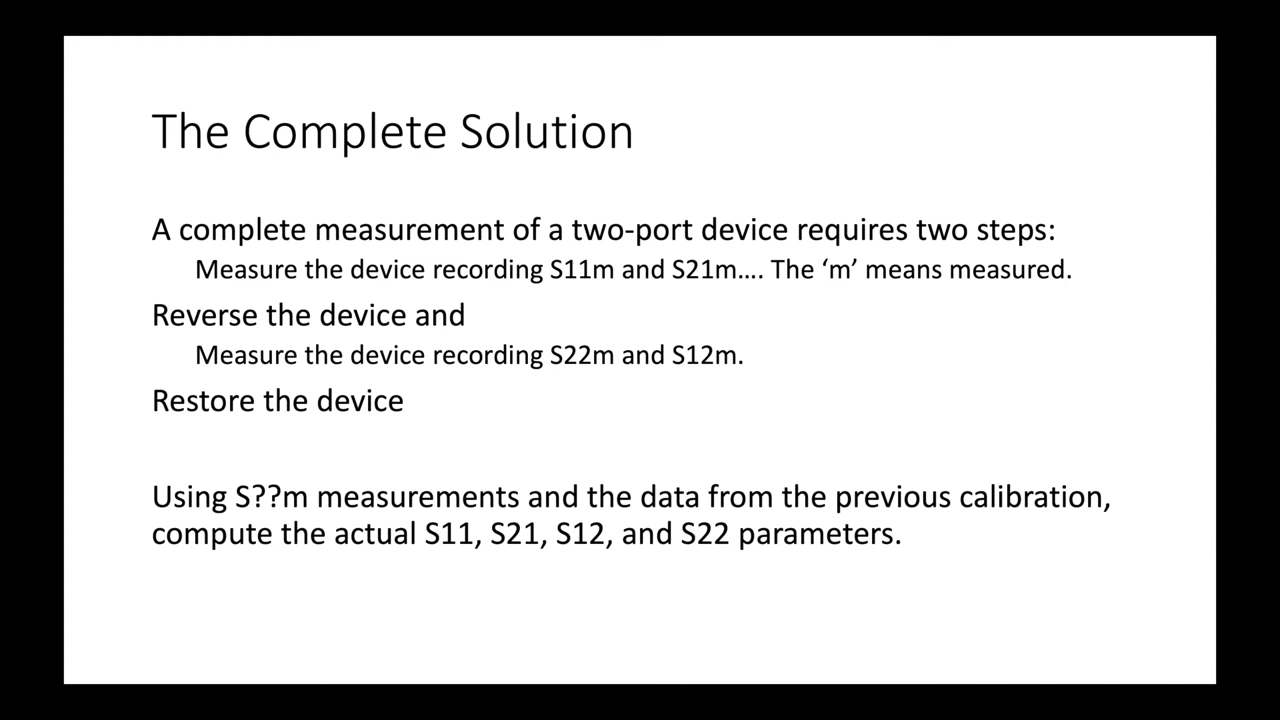 The Complete Solution
A complete measurement of a two-port device requires two steps:
Measure the device recording S11m and S21m…. The ‘m’ means measured.
Reverse the device and
Measure the device recording S22m and S12m.
Restore the device
Using S??m measurements and the data from the previous calibration,
compute the actual S11, S21, S12, and S22 parameters.